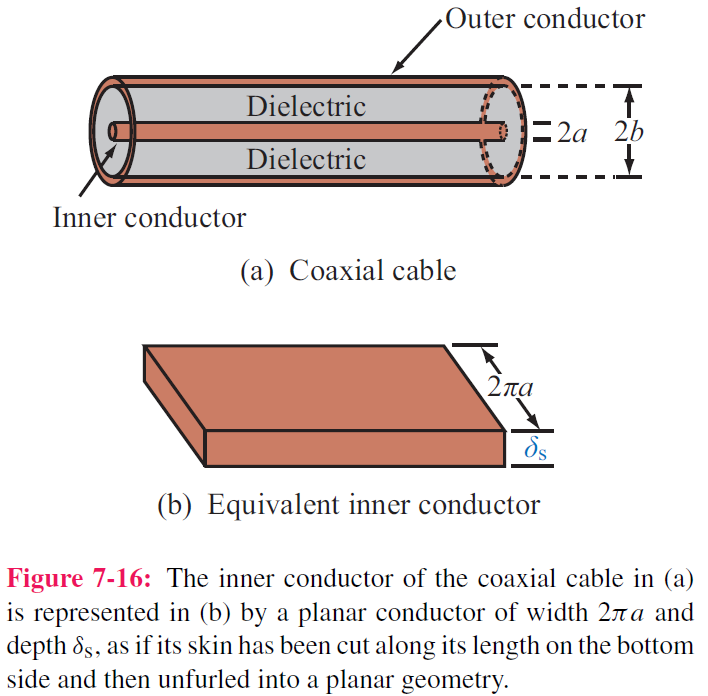 Outer conductor
Dielectric
2a 2b
Dielectric
Inner conductor
(a) Coaxial cable
2πa
δs
(b) Equivalent inner conductor
Figure 7-16: The inner conductor of the coaxial cable in (a)
is represented in (b) by a planar conductor of width 2πa and
depth δs, as if its skin has been cut along its length on the bottom
side and then unfurled into a planar geometry.